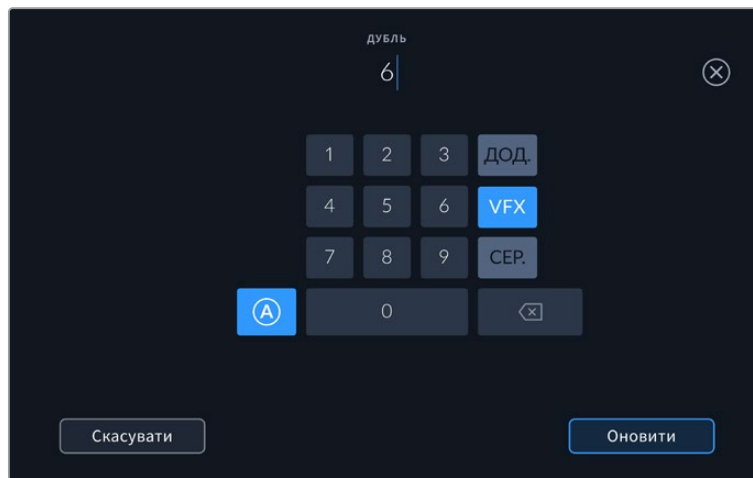 ДУБЛЬ
6
1 2 3 ДОД.
4 5 6 VFX
7 8 9 СЕР.
A 0
Скасувати Оновити